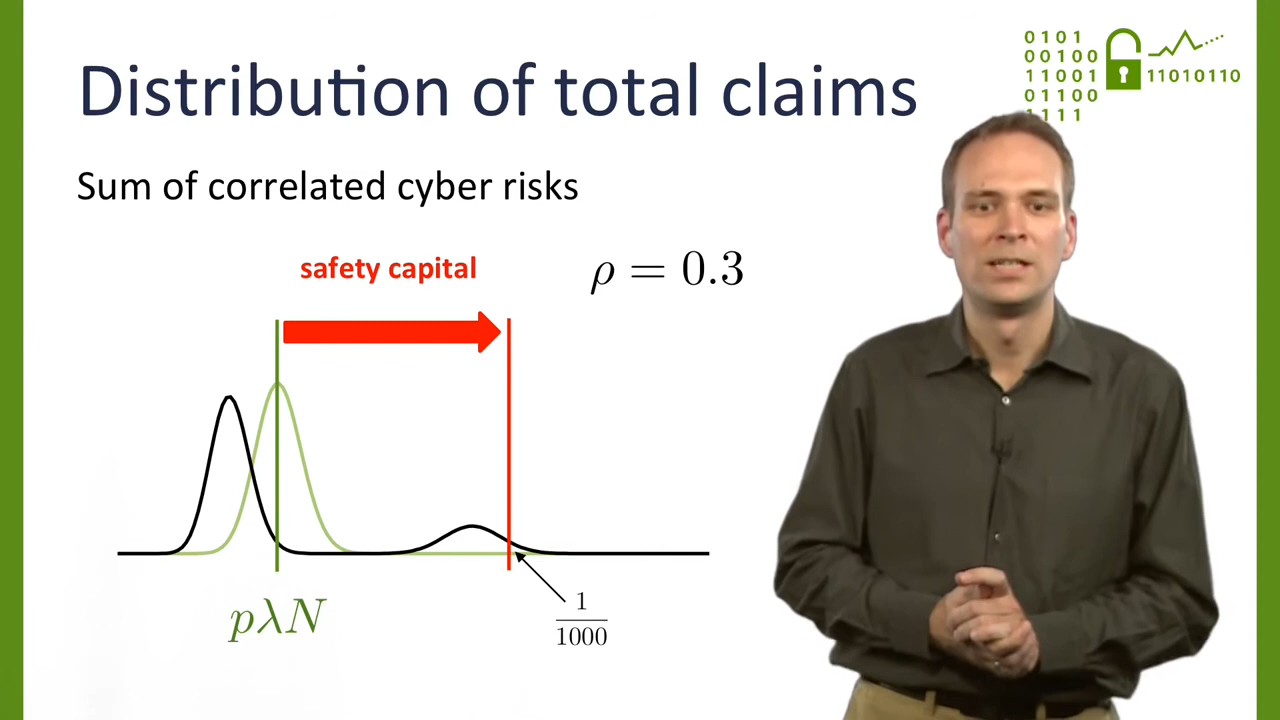 Distribution of total claims
0101
00100
11001
01100
1111
11010110
Sum of correlated cyber risks
safety capital
ρ = 0.3
pλN
1
1000